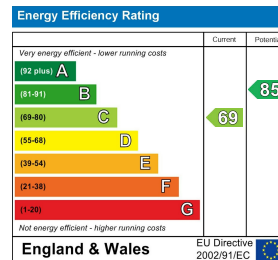 Energy Efficiency Rating
Current
Potentia
Very energy efficient - lower running costs
(92 plus) A
(81-91) B
85
(69-80) C
69
(55-68) D
(39-54) E
(21-38) F
(1-20) G
Not energy efficient - higher running costs
England & Wales
EU Directive
2002/91/EC